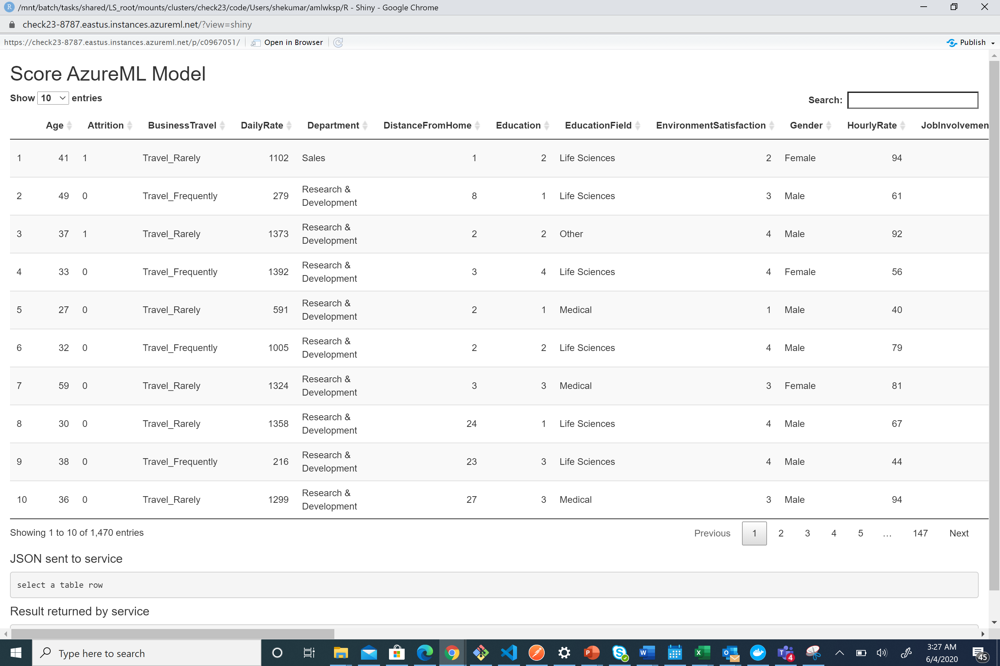 R /mnt/batch/tasks/shared/LS_root/mounts/clusters/check23/code/Users/shekumar/amlwksp/R - Shiny - Google Chrome
check23-8787.eastus.instances.azureml.net/?view=shiny
https://check23-8787.eastus.instances.azureml.net/p/c0967051/ Open in Browser Publish
Score AzureML Model
Show 10 entries Search:
Age Attrition BusinessTravel DailyRate Department DistanceFromHome Education EducationField EnvironmentSatisfaction Gender HourlyRate JobInvolvemen
1 41 1 Travel_Rarely 1102 Sales 1 2 Life Sciences 2 Female 94
2 49 0 Travel_Frequently 279 Research & Development 8 1 Life Sciences 3 Male 61
3 37 1 Travel_Rarely 1373 Research & Development 2 2 Other 4 Male 92
4 33 0 Travel_Frequently 1392 Research & Development 3 4 Life Sciences 4 Female 56
5 27 0 Travel_Rarely 591 Research & Development 2 1 Medical 1 Male 40
6 32 0 Travel_Frequently 1005 Research & Development 2 2 Life Sciences 4 Male 79
7 59 0 Travel_Rarely 1324 Research & Development 3 3 Medical 3 Female 81
8 30 0 Travel_Rarely 1358 Research & Development 24 1 Life Sciences 4 Male 67
9 38 0 Travel_Frequently 216 Research & Development 23 3 Life Sciences 4 Male 44
10 36 0 Travel_Rarely 1299 Research & Development 27 3 Medical 3 Male 94
Showing 1 to 10 of 1,470 entries Previous 1 2 3 4 5 … 147 Next
JSON sent to service
select a table row
Result returned by service
Type here to search P S W X O T 4 3:27 AM 45
6/4/2020